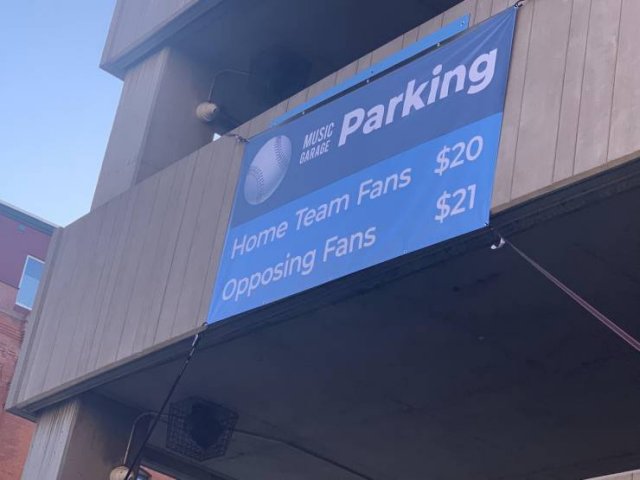 MUSIC
GARAGE
Parking
Home Team Fans $20
Opposing Fans $21